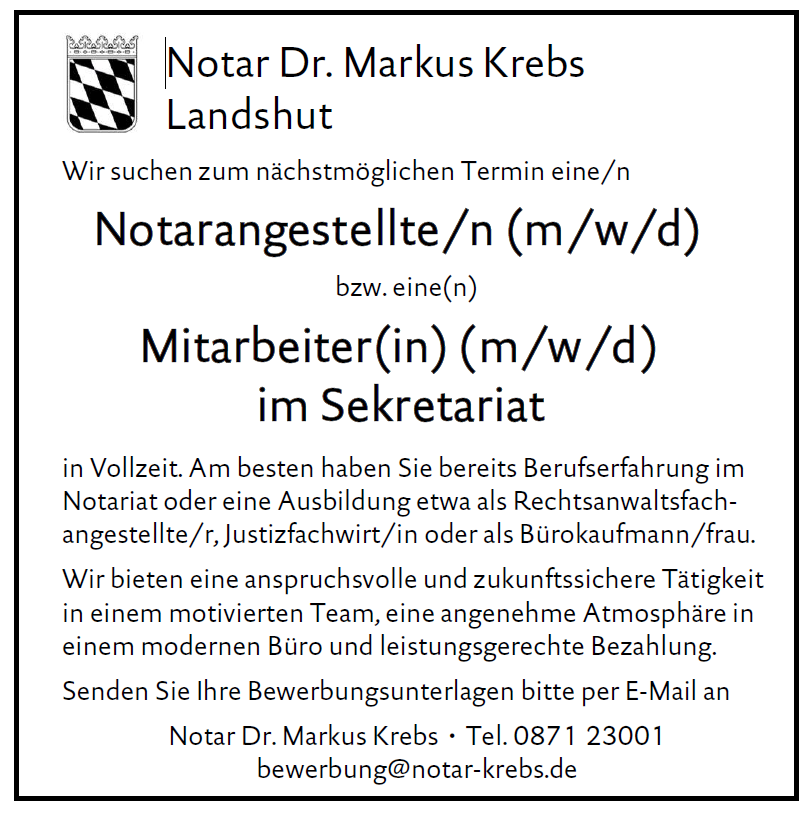 Notar Dr. Markus Krebs
Landshut
Wir suchen zum nächstmöglichen Termin eine/n
Notarangestellte/n (m/w/d)
bzw. eine(n)
Mitarbeiter(in) (m/w/d)
im Sekretariat
in Vollzeit. Am besten haben Sie bereits Berufserfahrung im
Notariat oder eine Ausbildung etwa als Rechtsanwaltsfach-
angestellte/r, Justizfachwirt/in oder als Bürokaufmann/frau.
Wir bieten eine anspruchsvolle und zukunftssichere Tätigkeit
in einem motivierten Team, eine angenehme Atmosphäre in
einem modernen Büro und leistungsgerechte Bezahlung.
Senden Sie Ihre Bewerbungsunterlagen bitte per E-Mail an
Notar Dr. Markus Krebs • Tel. 0871 23001
bewerbung@notar-krebs.de